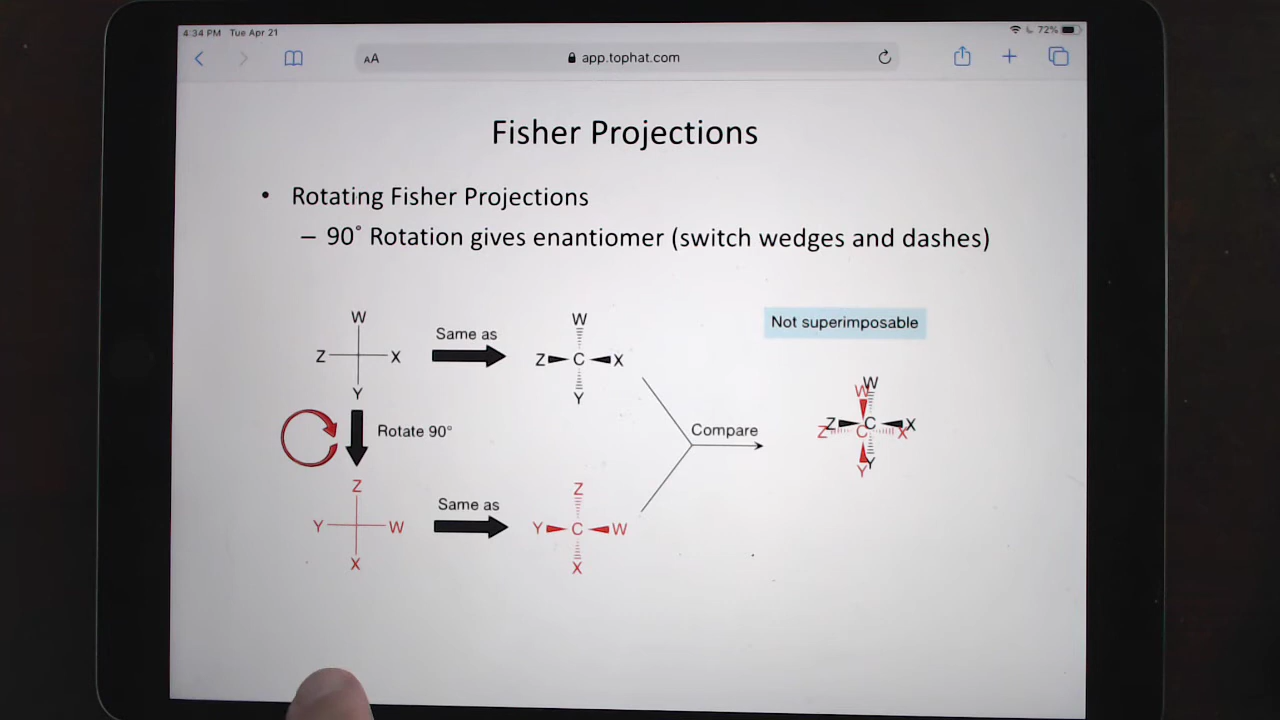 4:34 PM Tue Apr 21
72%
AA
app.tophat.com
Fisher Projections
• Rotating Fisher Projections
– 90° Rotation gives enantiomer (switch wedges and dashes)
W
Z X
Y
Same as
W
Z C X
Y
Not superimposable
Rotate 90°
Compare
W W
Z C X
Z C X
Y Y
Z
Y W
X
Same as
Z
Y C W
X